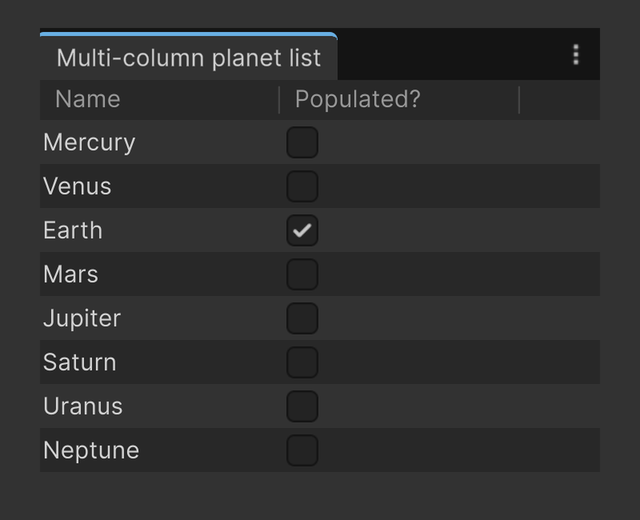 Multi-column planet list
Name Populated?
Mercury
Venus
Earth
Mars
Jupiter
Saturn
Uranus
Neptune